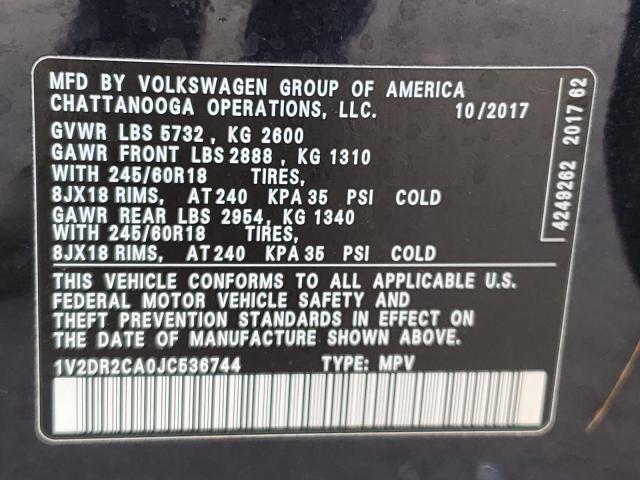 MFD BY VOLKSWAGEN GROUP OF AMERICA
CHATTANOOGA OPERATIONS, LLC. 10/2017
GVWR LBS 5732 , KG 2600
GAWR FRONT LBS 2888 , KG 1310
WITH 245/60R18 TIRES,
8JX18 RIMS, AT 240 KPA 35 PSI COLD
GAWR REAR LBS 2954, KG 1340
WITH 245/60R18 TIRES,
8JX18 RIMS, AT 240 KPA 35 PSI COLD
THIS VEHICLE CONFORMS TO ALL APPLICABLE U.S.
FEDERAL MOTOR VEHICLE SAFETY AND
THEFT PREVENTION STANDARDS IN EFFECT ON
THE DATE OF MANUFACTURE SHOWN ABOVE.
1V2DR2CA0JC536744 TYPE: MPV
4249262 2017 62